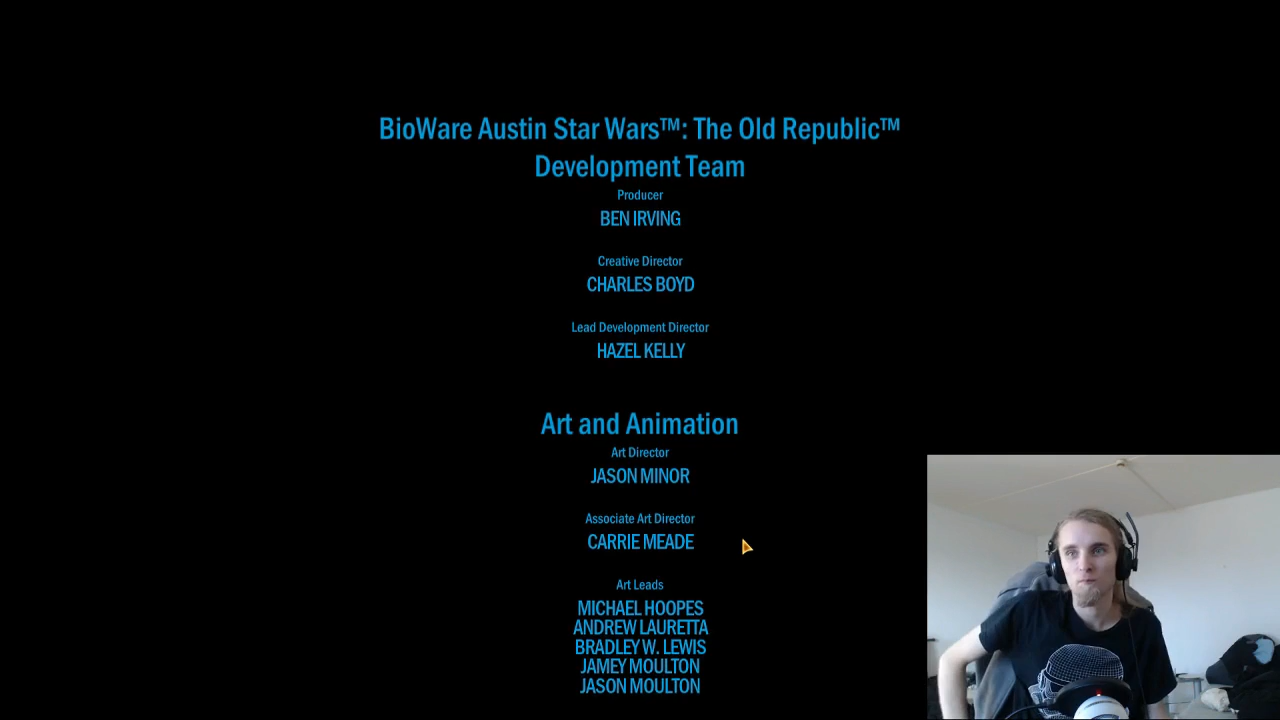 BioWare Austin Star Wars™: The Old Republic™
Development Team
Producer
BEN IRVING
Creative Director
CHARLES BOYD
Lead Development Director
HAZEL KELLY
Art and Animation
Art Director
JASON MINOR
Associate Art Director
CARRIE MEADE
Art Leads
MICHAEL HOOPES
ANDREW LAURETTA
BRADLEY W. LEWIS
JAMEY MOULTON
JASON MOULTON